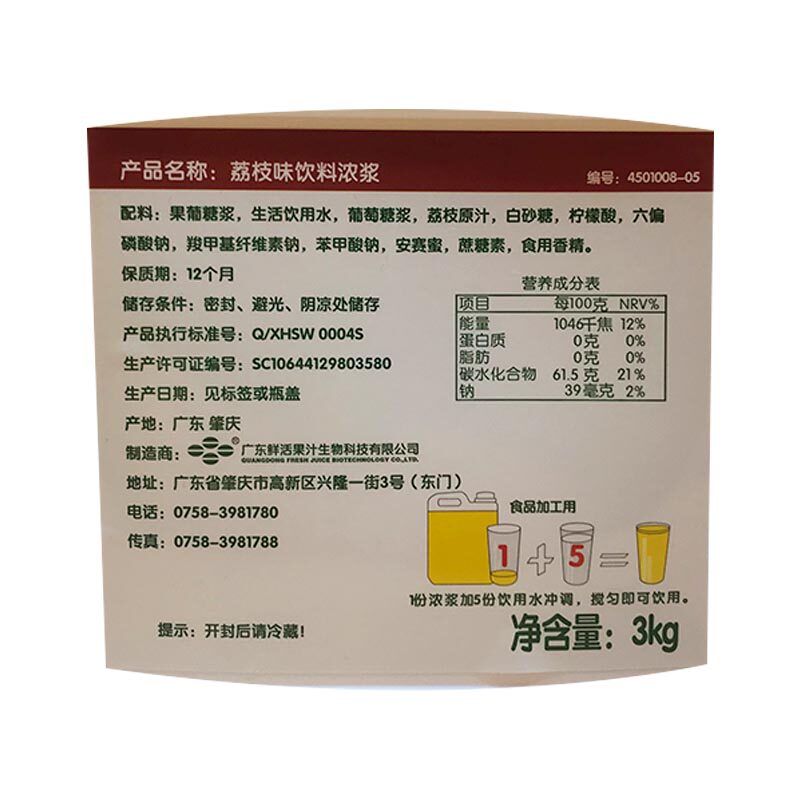 产品名称：荔枝味饮料浓浆
编号：4501008-05
配料：果葡糖浆，生活饮用水，葡萄糖浆，荔枝原汁，白砂糖，柠檬酸，六偏
磷酸钠，羧甲基纤维素钠，苯甲酸钠，安赛蜜，蔗糖素，食用香精。
保质期：12个月
储存条件：密封、避光、阴凉处储存
产品执行标准号：Q/XHSW 0004S
生产许可证编号：SC10644129803580
生产日期：见标签或瓶盖
产地：广东 肇庆
制造商：®广东鲜活果汁生物科技有限公司
GUANGDONG FRESH JUICE BIOTECHNOLOGY CO.,LTD.
地址：广东省肇庆市高新区兴隆一街3号（东门）
电话：0758-3981780
传真：0758-3981788
提示：开封后请冷藏！
营养成分表
项目 每100克 NRV%
能量 1046千焦 12%
蛋白质 0克 0%
脂肪 0克 0%
碳水化合物 61.5克 21%
钠 39毫克 2%
食品加工用
1 + 5 =
1份浓浆加5份饮用水冲调，搅匀即可饮用。
净含量：3kg